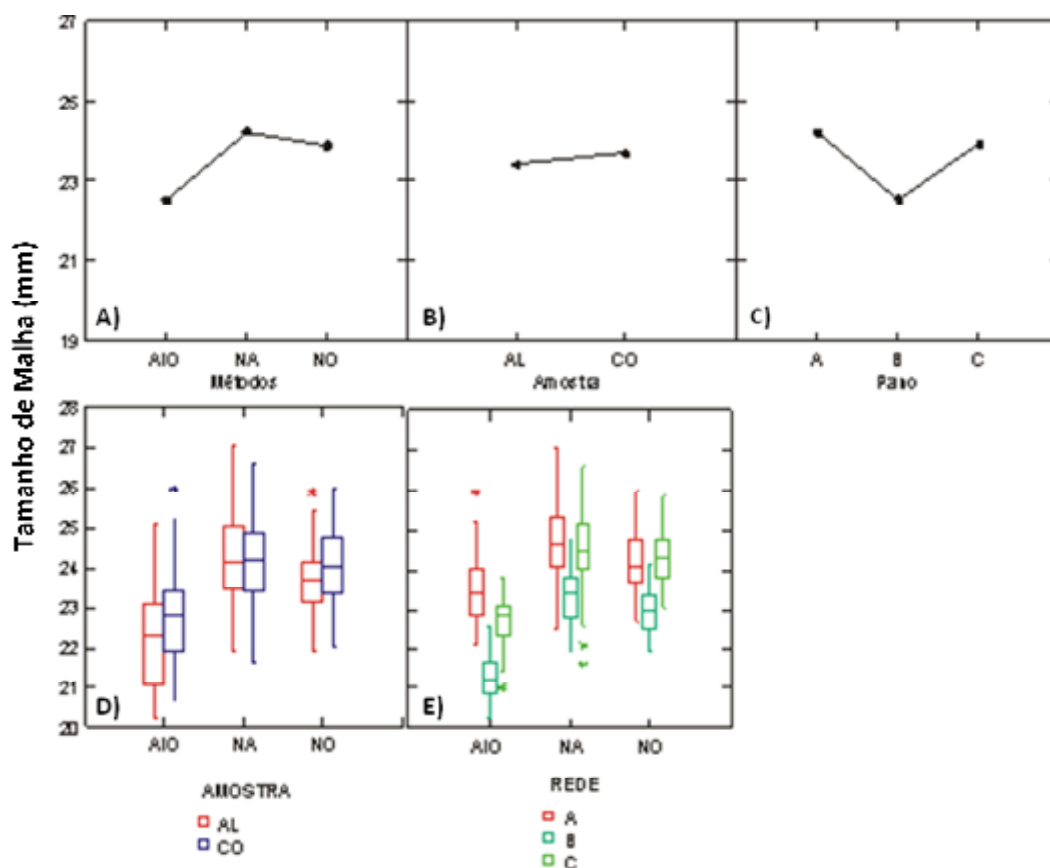 Tamanho de Malha (mm)
27
25
23
21
19
A)
B)
C)
AIO NA NO
AL CO
A B C
Métodos
Amostra
Pano
28
27
26
25
24
23
22
21
20
D)
E)
AIO NA NO
AIO NA NO
AMOSTRA
AL
CO
REDE
A
B
C